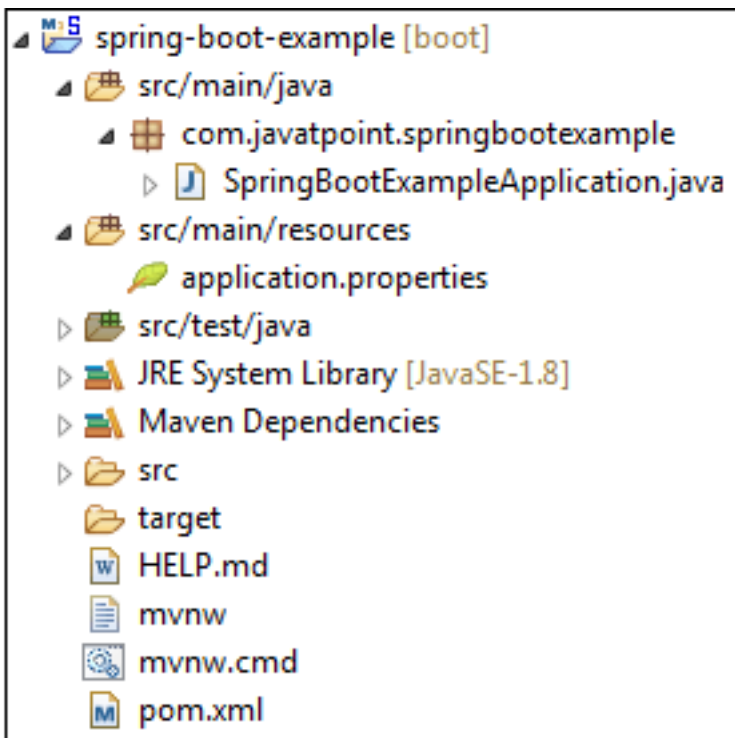 spring-boot-example [boot]
src/main/java
com.javatpoint.springbootexample
SpringBootExampleApplication.java
src/main/resources
application.properties
src/test/java
JRE System Library [JavaSE-1.8]
Maven Dependencies
src
target
HELP.md
mvnw
mvnw.cmd
pom.xml